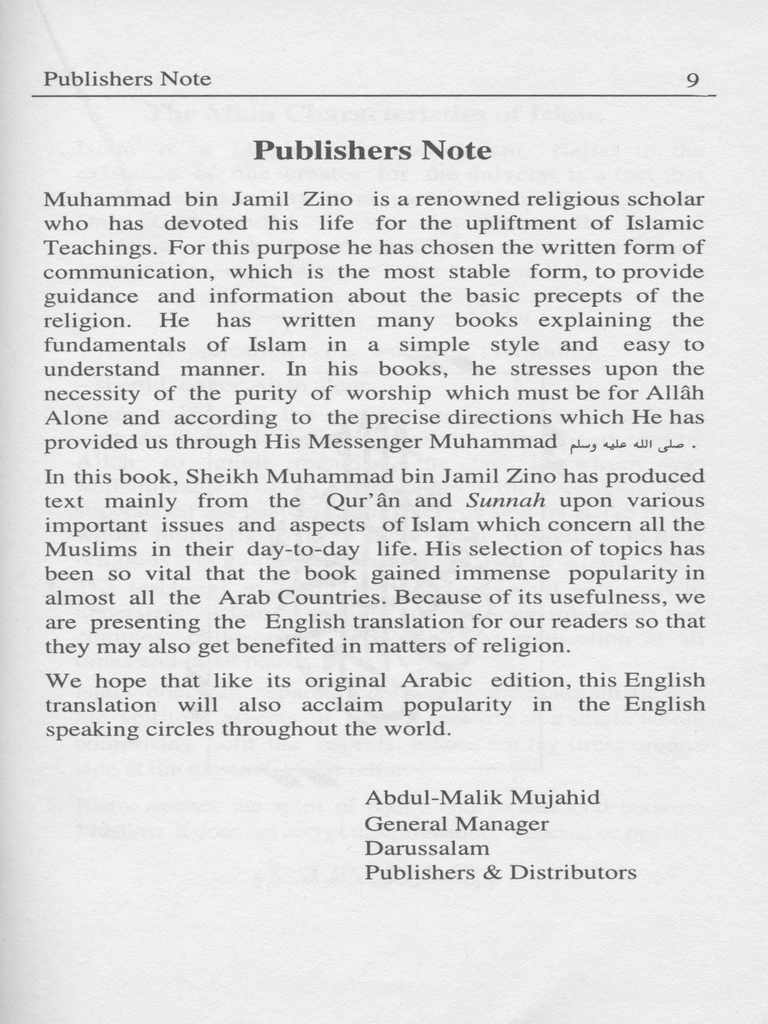 Publishers Note 9
Publishers Note
Muhammad bin Jamil Zino is a renowned religious scholar
who has devoted his life for the upliftment of Islamic
Teachings. For this purpose he has chosen the written form of
communication, which is the most stable form, to provide
guidance and information about the basic precepts of the
religion. He has written many books explaining the
fundamentals of Islam in a simple style and easy to
understand manner. In his books, he stresses upon the
necessity of the purity of worship which must be for Allâh
Alone and according to the precise directions which He has
provided us through His Messenger Muhammad صلى الله عليه وسلم .
In this book, Sheikh Muhammad bin Jamil Zino has produced
text mainly from the Qur’ân and Sunnah upon various
important issues and aspects of Islam which concern all the
Muslims in their day-to-day life. His selection of topics has
been so vital that the book gained immense popularity in
almost all the Arab Countries. Because of its usefulness, we
are presenting the English translation for our readers so that
they may also get benefited in matters of religion.
We hope that like its original Arabic edition, this English
translation will also acclaim popularity in the English
speaking circles throughout the world.
Abdul-Malik Mujahid
General Manager
Darussalam
Publishers & Distributors